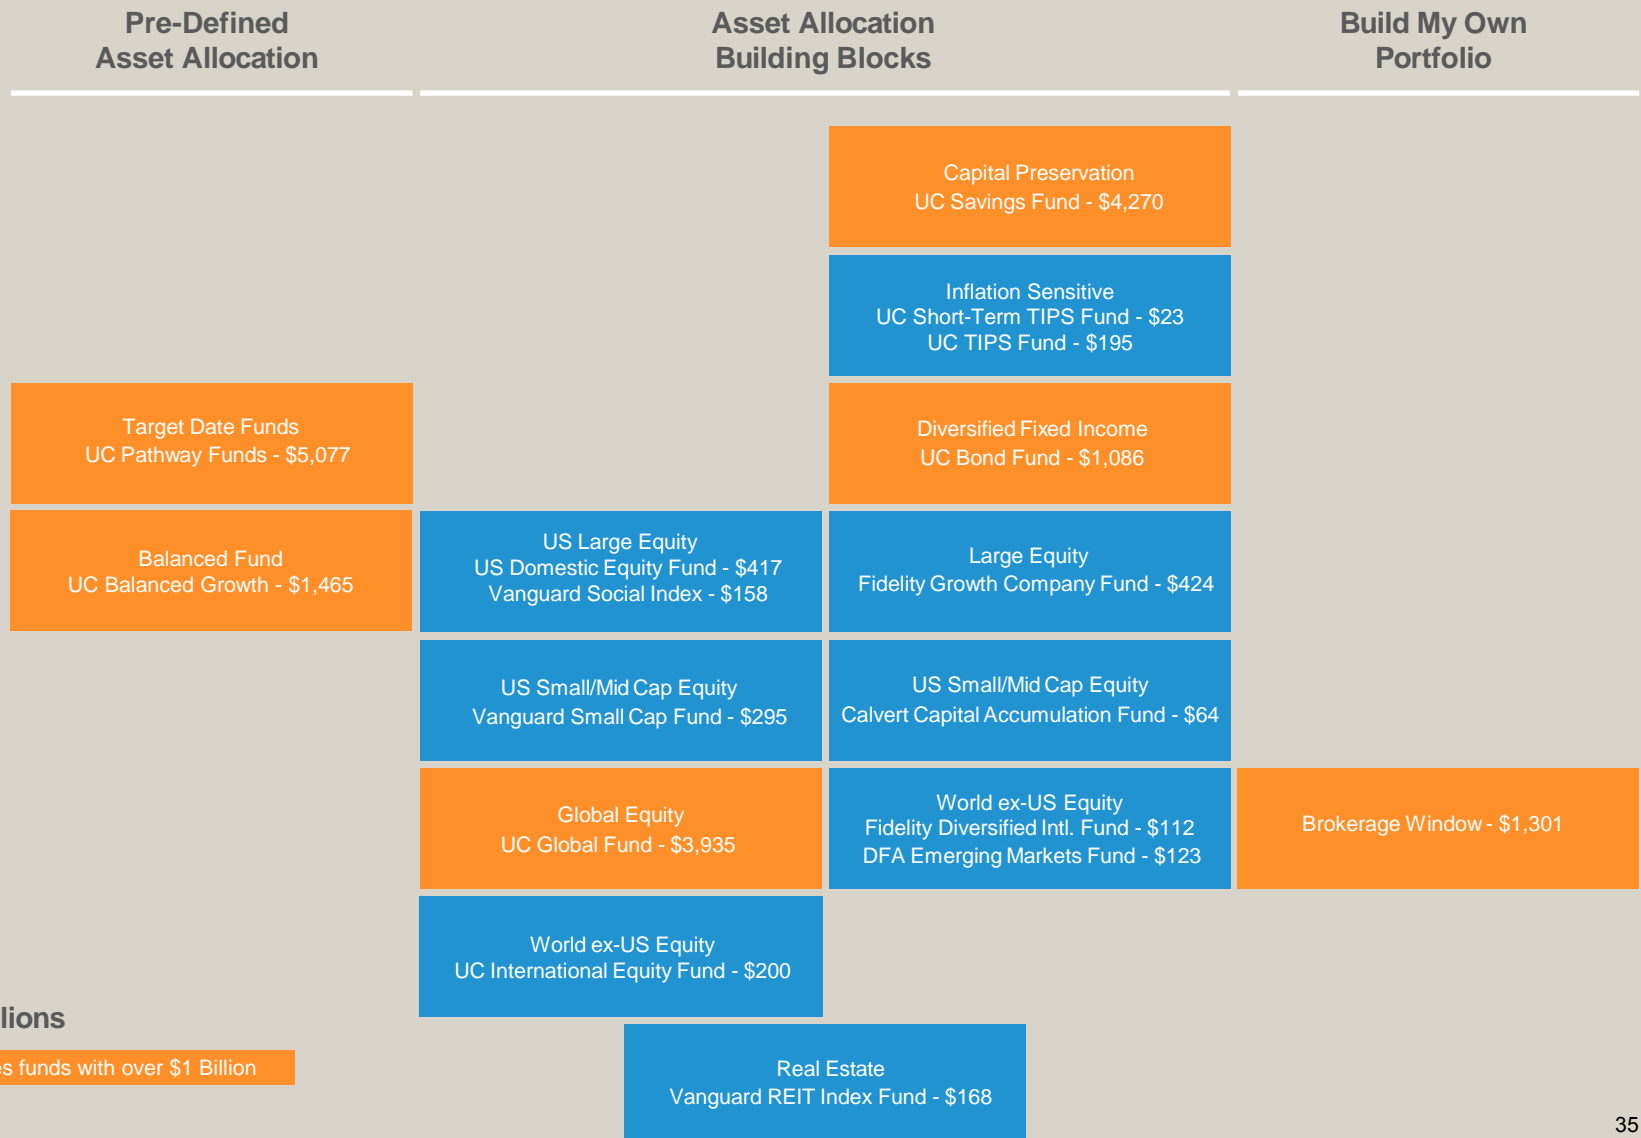 Pre-Defined
Asset Allocation
Asset Allocation
Building Blocks
Build My Own
Portfolio
Capital Preservation
UC Savings Fund - $4,270
Inflation Sensitive
UC Short-Term TIPS Fund - $23
UC TIPS Fund - $195
Target Date Funds
UC Pathway Funds - $5,077
Diversified Fixed Income
UC Bond Fund - $1,086
Balanced Fund
UC Balanced Growth - $1,465
US Large Equity
US Domestic Equity Fund - $417
Vanguard Social Index - $158
Large Equity
Fidelity Growth Company Fund - $424
US Small/Mid Cap Equity
Vanguard Small Cap Fund - $295
US Small/Mid Cap Equity
Calvert Capital Accumulation Fund - $64
Global Equity
UC Global Fund - $3,935
World ex-US Equity
Fidelity Diversified Intl. Fund - $112
DFA Emerging Markets Fund - $123
Brokerage Window - $1,301
World ex-US Equity
UC International Equity Fund - $200
lions
es funds with over $1 Billion
Real Estate
Vanguard REIT Index Fund - $168
35